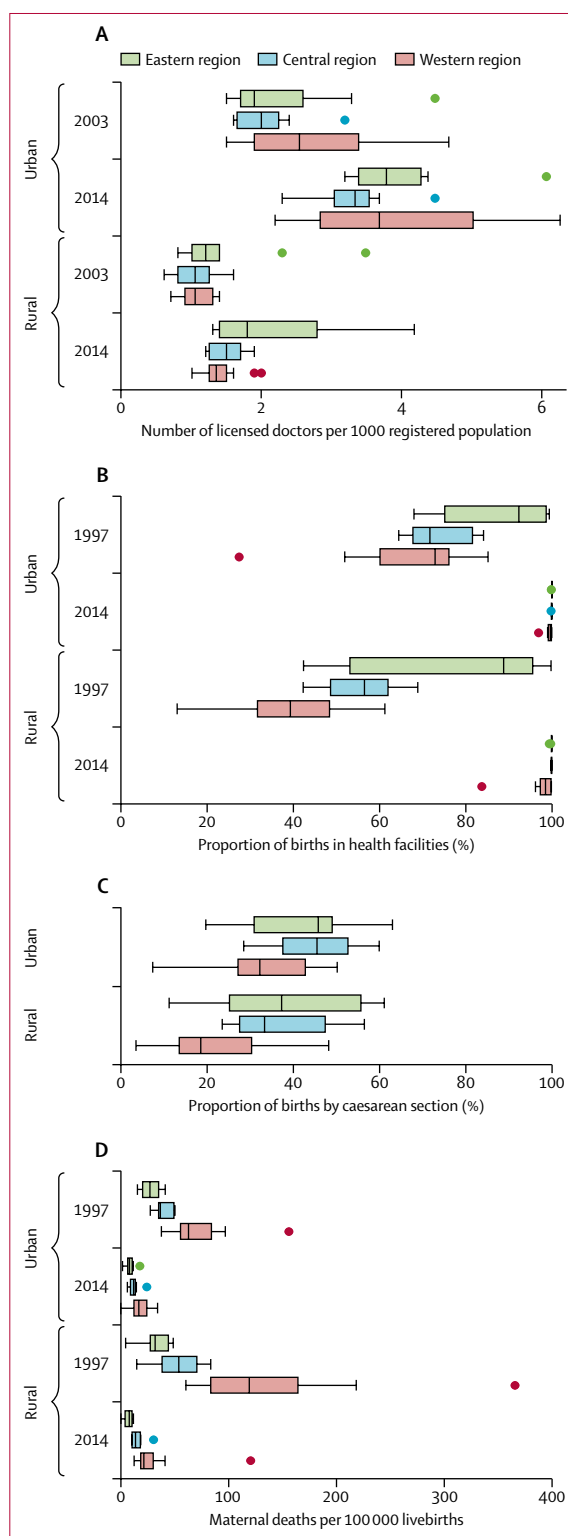 A
Eastern region Central region Western region
Urban
2003
2014
Rural
2003
2014
0 2 4 6
Number of licensed doctors per 1000 registered population
B
Urban
1997
2014
Rural
1997
2014
0 20 40 60 80 100
Proportion of births in health facilities (%)
C
Urban
Rural
0 20 40 60 80 100
Proportion of births by caesarean section (%)
D
Urban
1997
2014
Rural
1997
2014
0 100 200 300 400
Maternal deaths per 100 000 livebirths